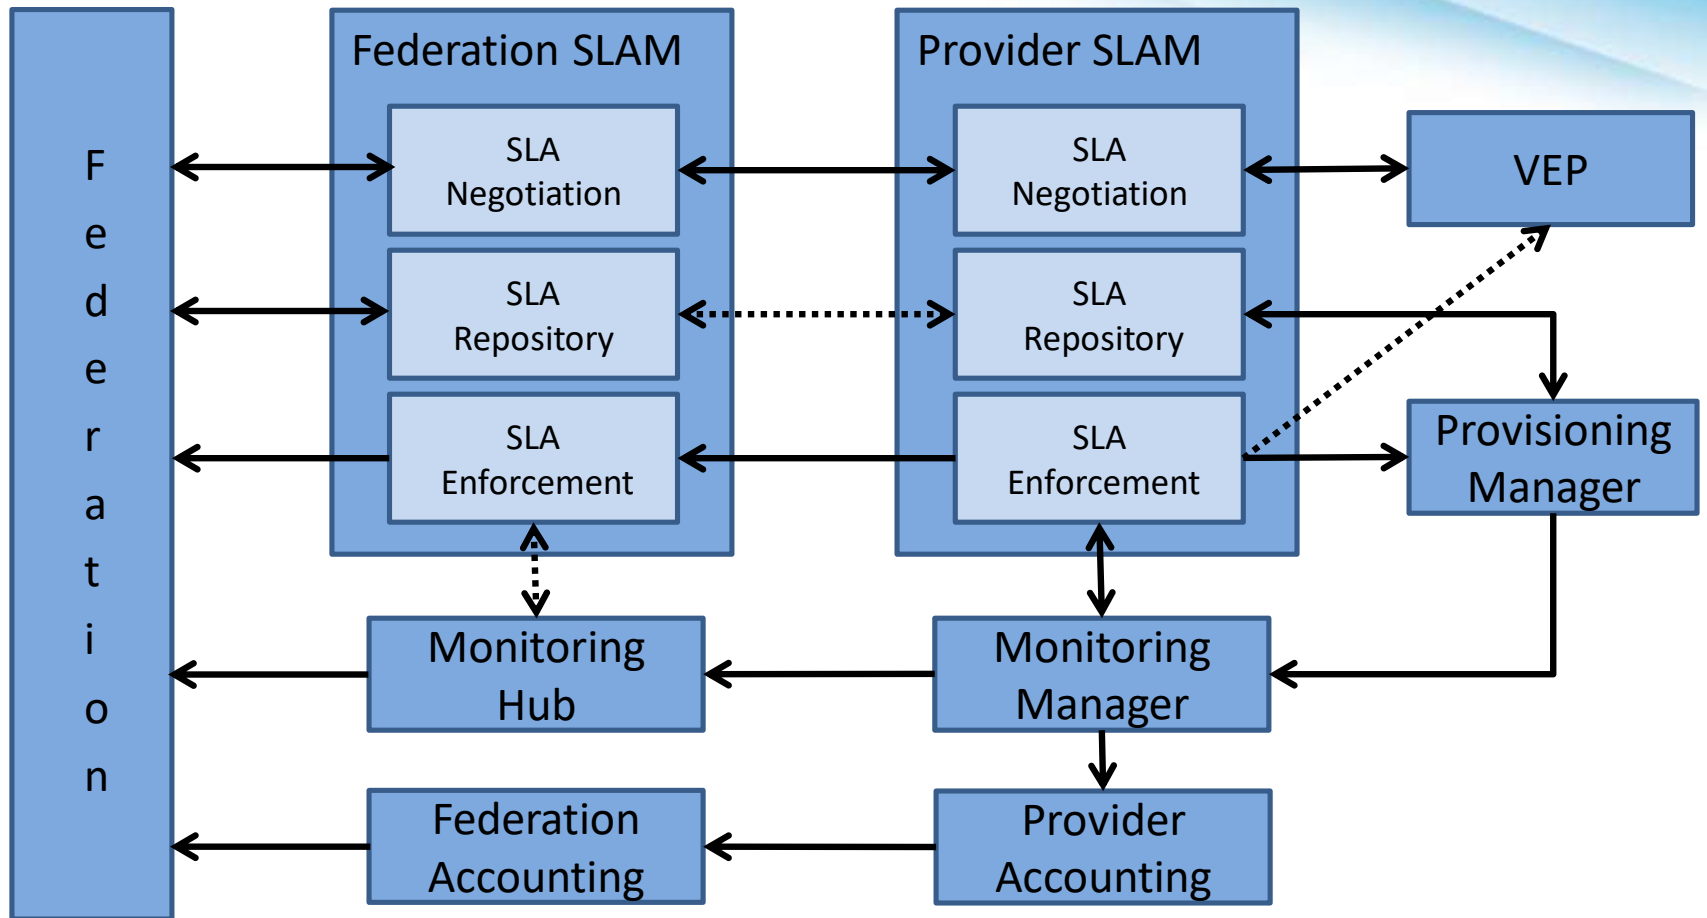 Federation
Federation SLAM
SLA
Negotiation
SLA
Repository
SLA
Enforcement
Provider SLAM
SLA
Negotiation
SLA
Repository
SLA
Enforcement
VEP
Provisioning
Manager
Monitoring
Hub
Monitoring
Manager
Federation
Accounting
Provider
Accounting